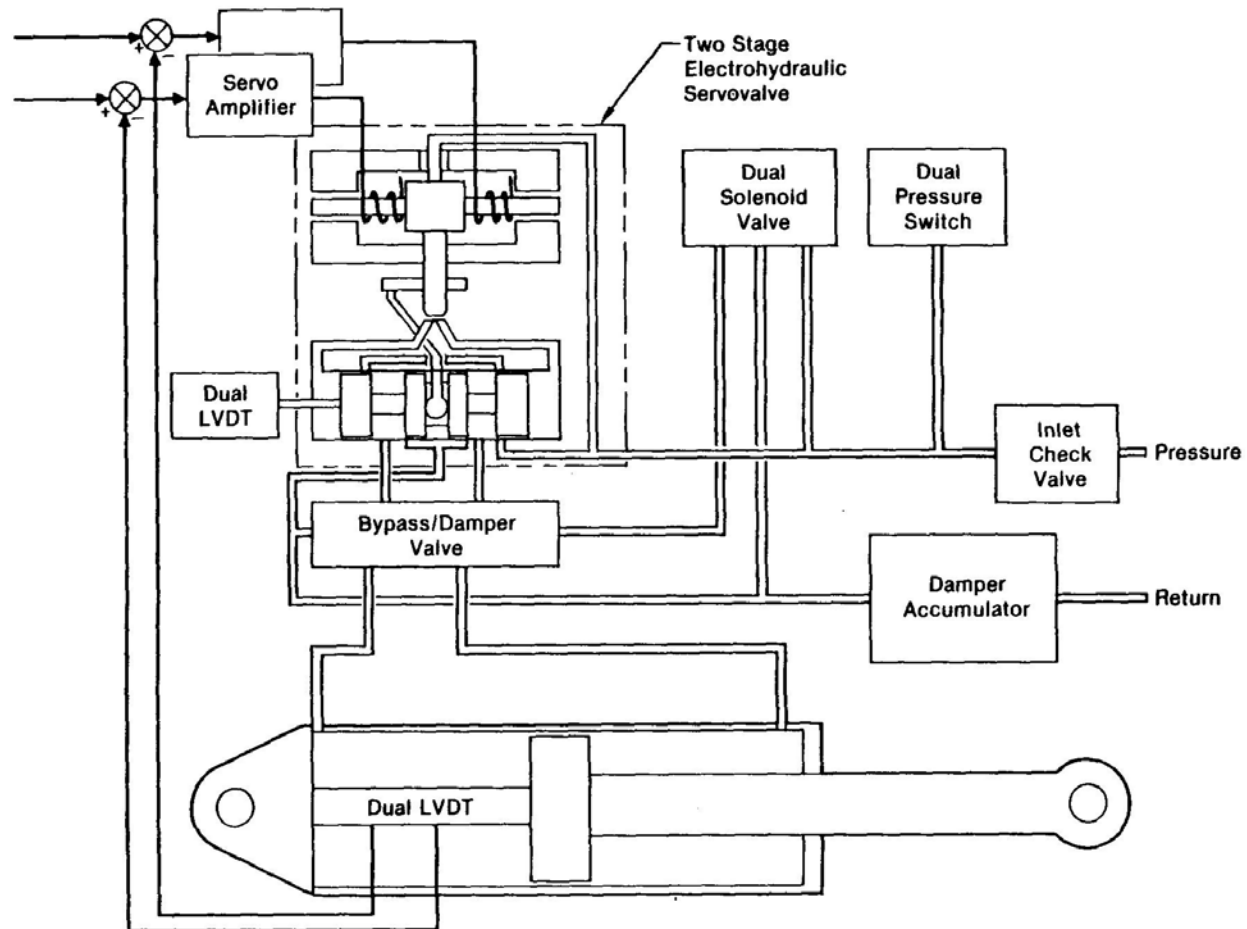 Two Stage
Electrohydraulic
Servovalve
+
−
Servo
Amplifier
+
−
Dual
Solenoid
Valve
Dual
Pressure
Switch
Dual
LVDT
Inlet
Check
Valve
Pressure
Bypass/Damper
Valve
Damper
Accumulator
Return
Dual LVDT